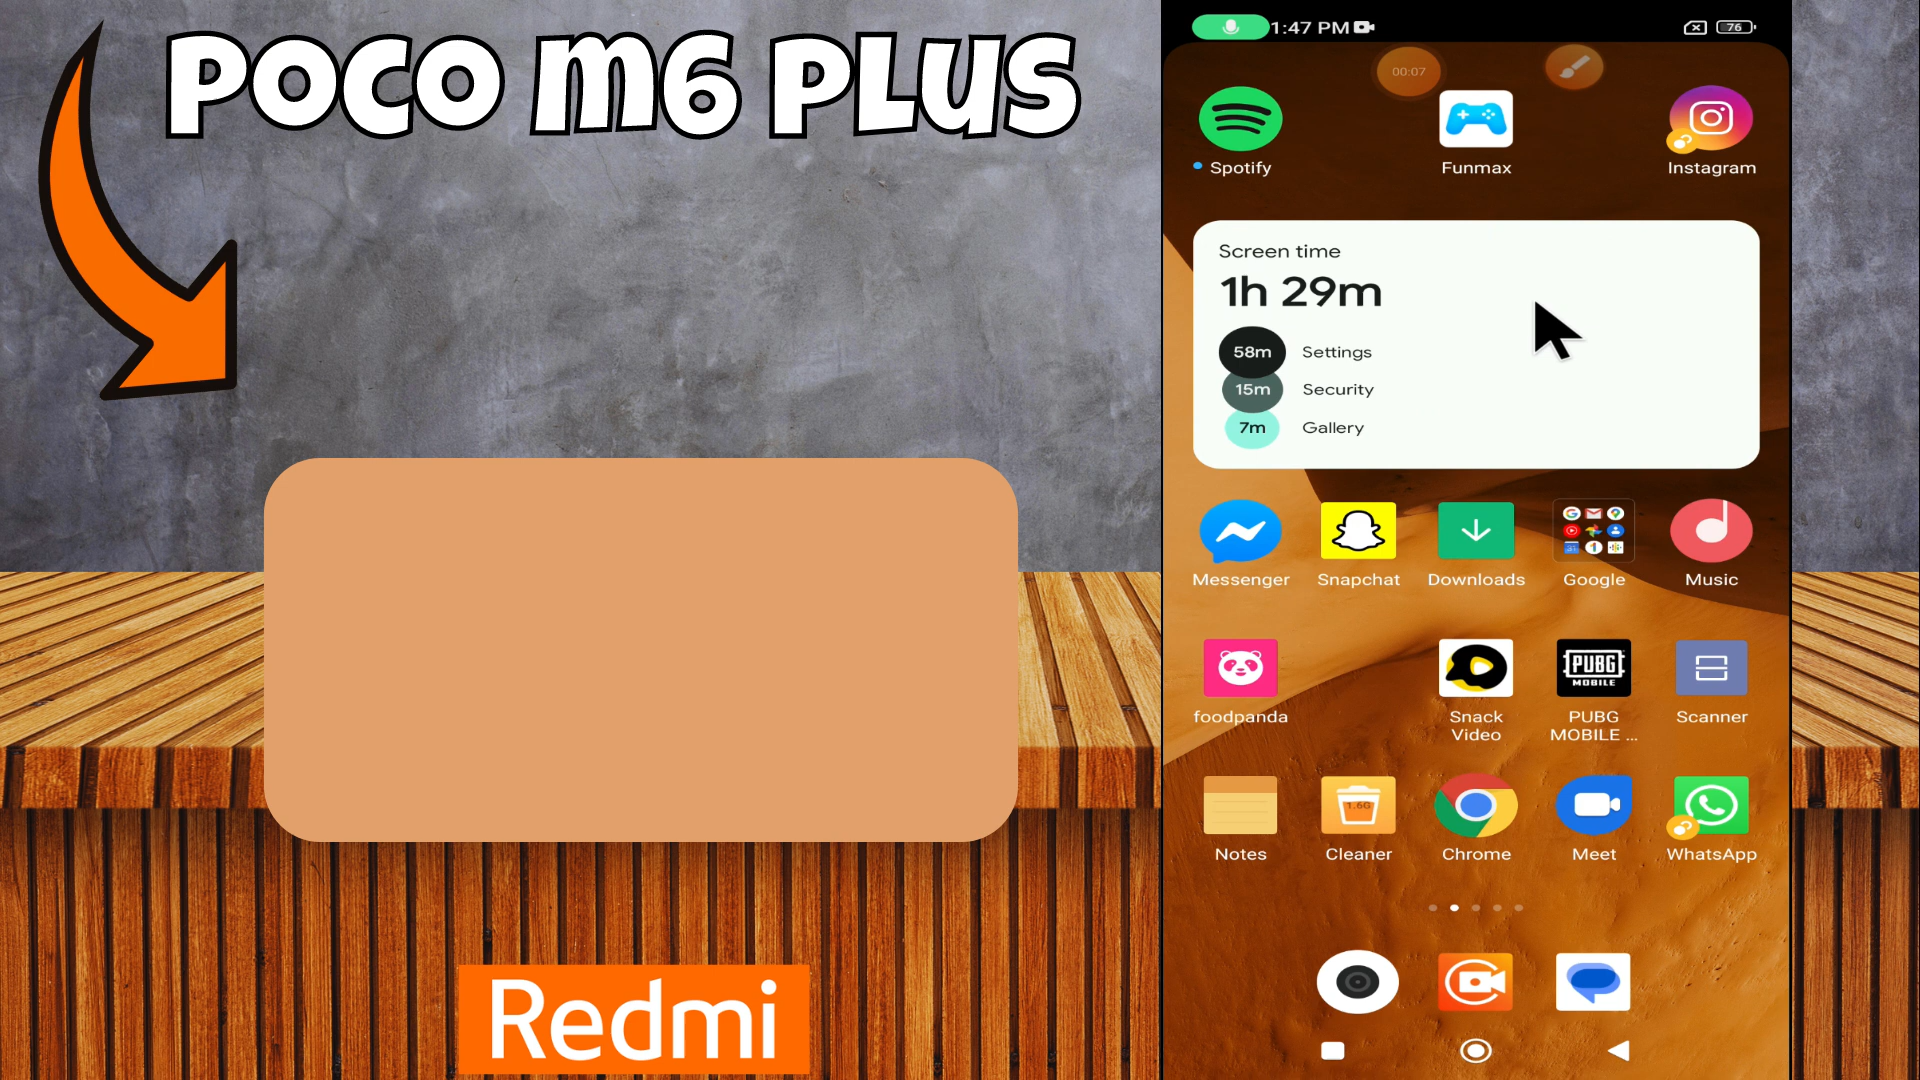 POCO M6 PLUS
Redmi
1:47 PM
76
00:07
Spotify
Funmax
Instagram
Screen time
1h 29m
58m Settings
15m Security
7m Gallery
Messenger
Snapchat
Downloads
Google
Music
PUBG
MOBILE
foodpanda
Snack
Video
PUBG
MOBILE ...
Scanner
1.6G
Notes
Cleaner
Chrome
Meet
WhatsApp